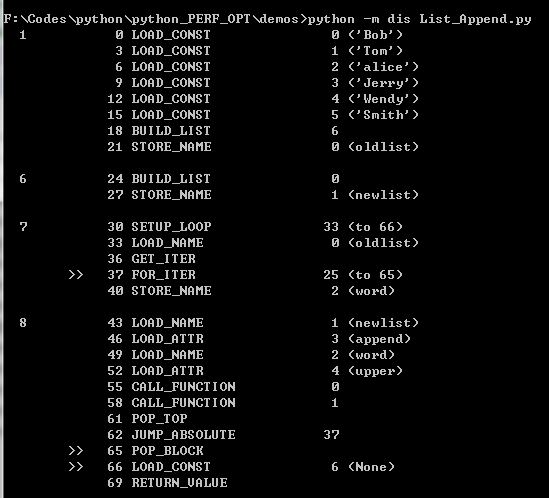 F:\Codes\python\python_PERF_OPT\demos>python -m dis List_Append.py
1 0 LOAD_CONST 0 ('Bob')
3 LOAD_CONST 1 ('Tom')
6 LOAD_CONST 2 ('alice')
9 LOAD_CONST 3 ('Jerry')
12 LOAD_CONST 4 ('Wendy')
15 LOAD_CONST 5 ('Smith')
18 BUILD_LIST 6
21 STORE_NAME 0 (oldlist)
6 24 BUILD_LIST 0
27 STORE_NAME 1 (newlist)
7 30 SETUP_LOOP 33 (to 66)
33 LOAD_NAME 0 (oldlist)
36 GET_ITER
>> 37 FOR_ITER 25 (to 65)
40 STORE_NAME 2 (word)
8 43 LOAD_NAME 1 (newlist)
46 LOAD_ATTR 3 (append)
49 LOAD_NAME 2 (word)
52 LOAD_ATTR 4 (upper)
55 CALL_FUNCTION 0
58 CALL_FUNCTION 1
61 POP_TOP
62 JUMP_ABSOLUTE 37
>> 65 POP_BLOCK
>> 66 LOAD_CONST 6 (None)
69 RETURN_VALUE